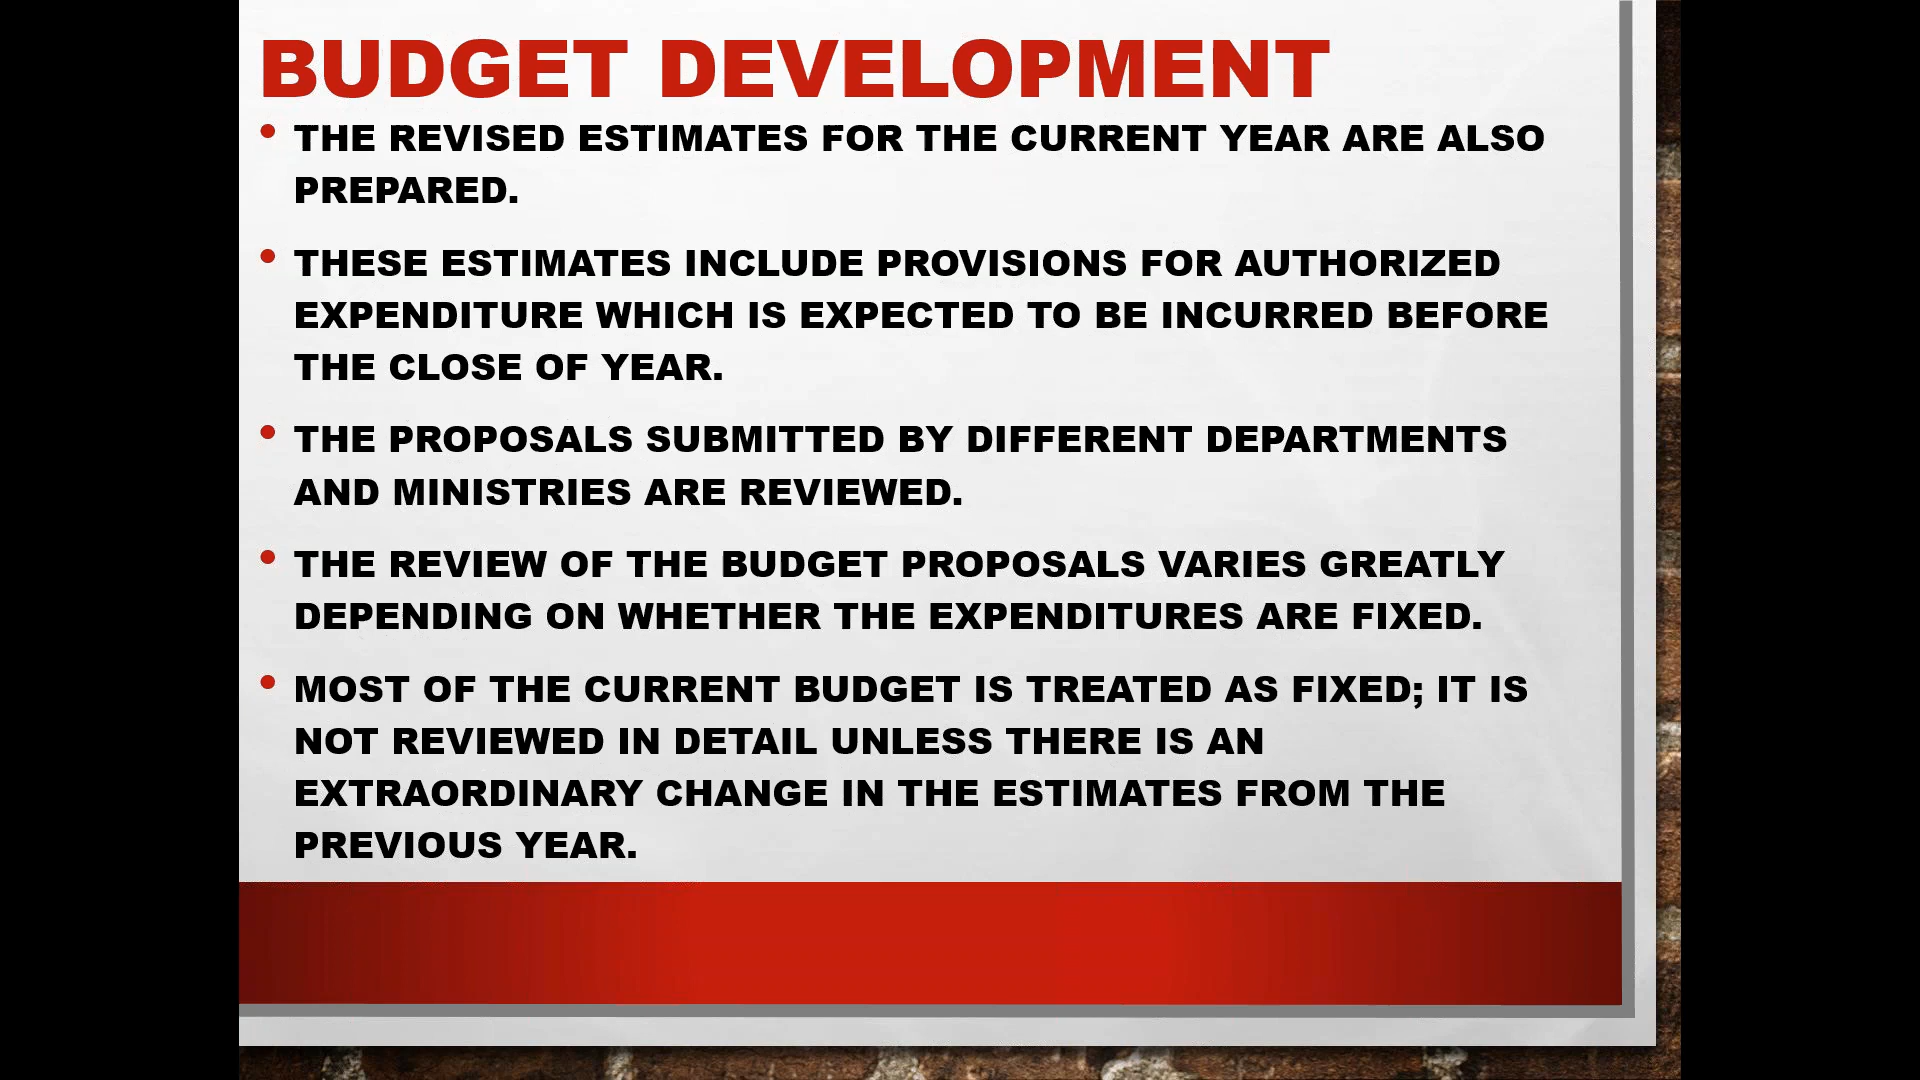 BUDGET DEVELOPMENT
• THE REVISED ESTIMATES FOR THE CURRENT YEAR ARE ALSO
PREPARED.
• THESE ESTIMATES INCLUDE PROVISIONS FOR AUTHORIZED
EXPENDITURE WHICH IS EXPECTED TO BE INCURRED BEFORE
THE CLOSE OF YEAR.
• THE PROPOSALS SUBMITTED BY DIFFERENT DEPARTMENTS
AND MINISTRIES ARE REVIEWED.
• THE REVIEW OF THE BUDGET PROPOSALS VARIES GREATLY
DEPENDING ON WHETHER THE EXPENDITURES ARE FIXED.
• MOST OF THE CURRENT BUDGET IS TREATED AS FIXED; IT IS
NOT REVIEWED IN DETAIL UNLESS THERE IS AN
EXTRAORDINARY CHANGE IN THE ESTIMATES FROM THE
PREVIOUS YEAR.